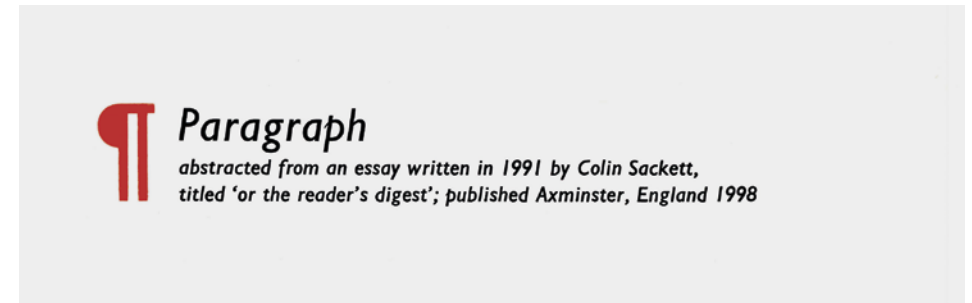 ¶ Paragraph
abstracted from an essay written in 1991 by Colin Sackett,
titled ‘or the reader’s digest’; published Axminster, England 1998